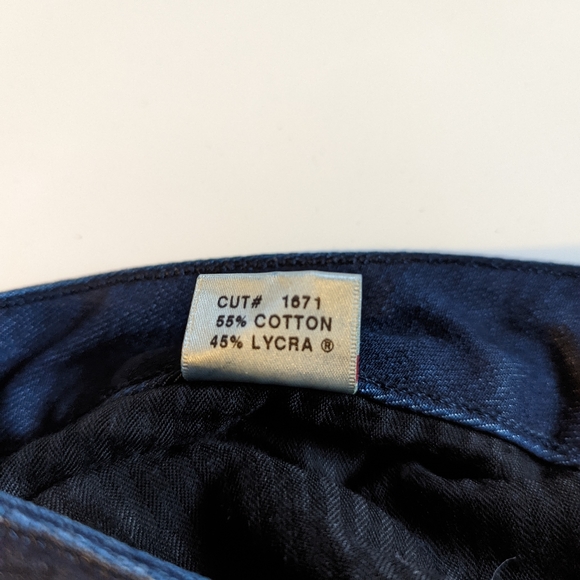 CUT# 1671
55% COTTON
45% LYCRA ®